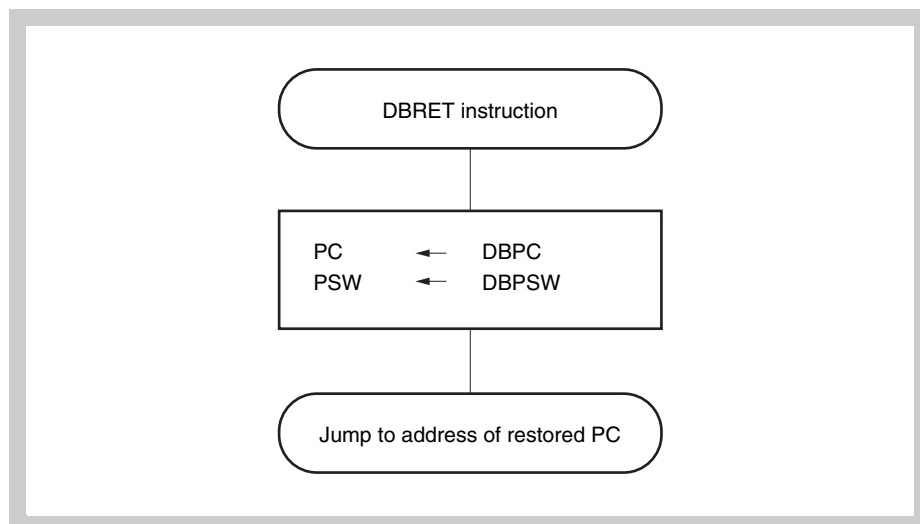 DBRET instruction
PC ← DBPC
PSW ← DBPSW
Jump to address of restored PC